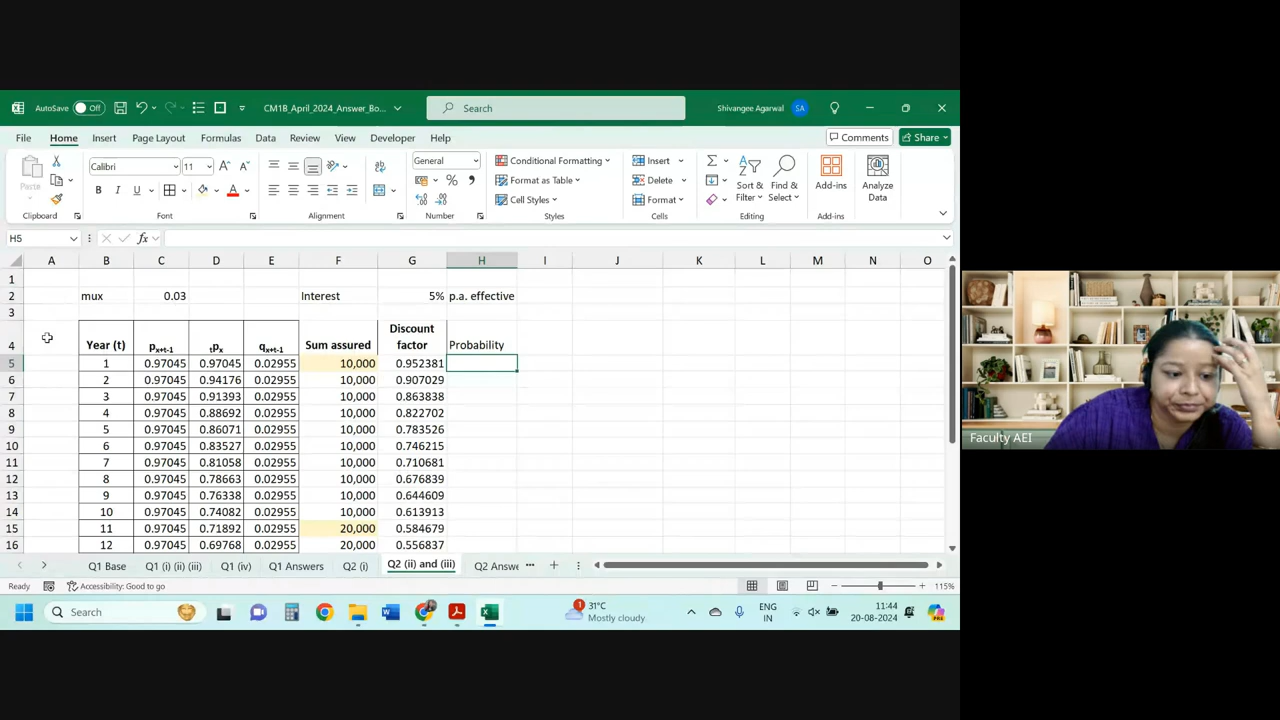 AutoSave Off CM1B_April_2024_Answer_Bo... Search Shivangee Agarwal SA
File Home Insert Page Layout Formulas Data Review View Developer Help Comments Share
Paste Calibri 11 General Conditional Formatting Insert
B I U Format as Table Delete Sort & Filter Find & Select Add-ins Analyze Data
Cell Styles Format
Clipboard Font Alignment Number Styles Cells Editing Add-ins
H5 fx
A B C D E F G H I J K L M N O
1
2 mux 0.03 Interest 5% p.a. effective
3
4 Year (t) px+t-1 tpx qx+t-1 Sum assured Discount factor Probability
5 1 0.97045 0.97045 0.02955 10,000 0.952381
6 2 0.97045 0.94176 0.02955 10,000 0.907029
7 3 0.97045 0.91393 0.02955 10,000 0.863838
8 4 0.97045 0.88692 0.02955 10,000 0.822702
9 5 0.97045 0.86071 0.02955 10,000 0.783526
10 6 0.97045 0.83527 0.02955 10,000 0.746215
11 7 0.97045 0.81058 0.02955 10,000 0.710681
12 8 0.97045 0.78663 0.02955 10,000 0.676839
13 9 0.97045 0.76338 0.02955 10,000 0.644609
14 10 0.97045 0.74082 0.02955 10,000 0.613913
15 11 0.97045 0.71892 0.02955 20,000 0.584679
16 12 0.97045 0.69768 0.02955 20,000 0.556837
Q1 Base Q1 (i) (ii) (iii) Q1 (iv) Q1 Answers Q2 (i) Q2 (ii) and (iii) Q2 Answe ...
Ready Accessibility: Good to go 115%
Search 1 31°C Mostly cloudy ENG IN 11:44 20-08-2024
Faculty AEI